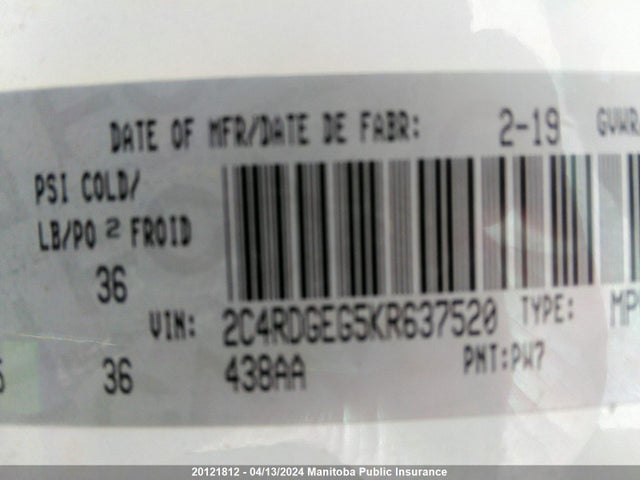 DATE OF MFR/DATE DE FABR: 2-19 GVWR
PSI COLD/
LB/PO 2 FROID
36
VIN: 2C4RDGEG5KR637520 TYPE: MP
36 438AA PNT:PW7
20121812 - 04/13/2024 Manitoba Public Insurance